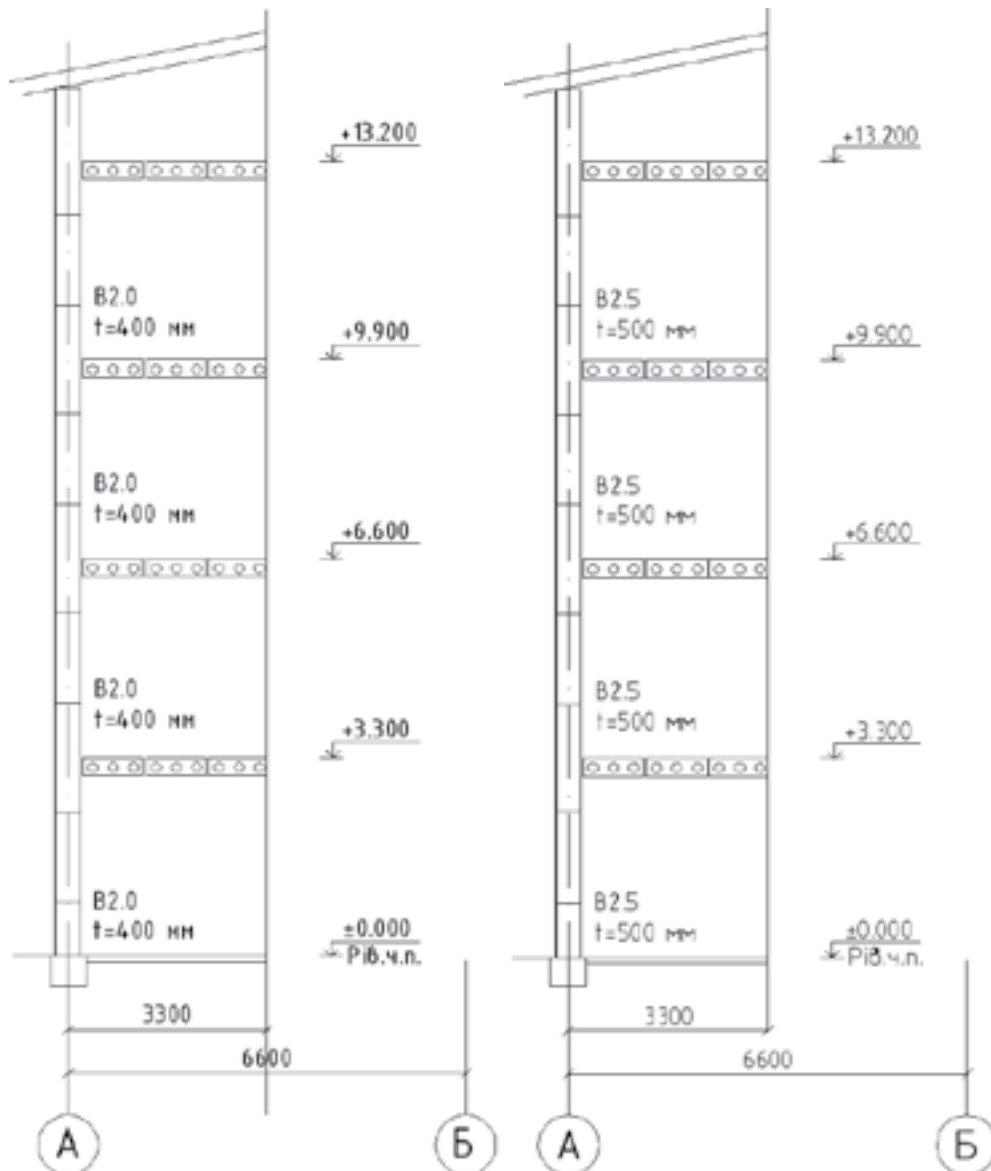 +13.200
B2.0
t=400 мм
+9.900
B2.0
t=400 мм
+6.600
B2.0
t=400 мм
+3.300
B2.0
t=400 мм
±0.000
Рів.ч.п.
3300
6600
А
Б
+13.200
B2.5
t=500 мм
+9.900
B2.5
t=500 мм
+6.600
B2.5
t=500 мм
+3.300
B2.5
t=500 мм
±0.000
Рів.ч.п.
3300
6600
А
Б